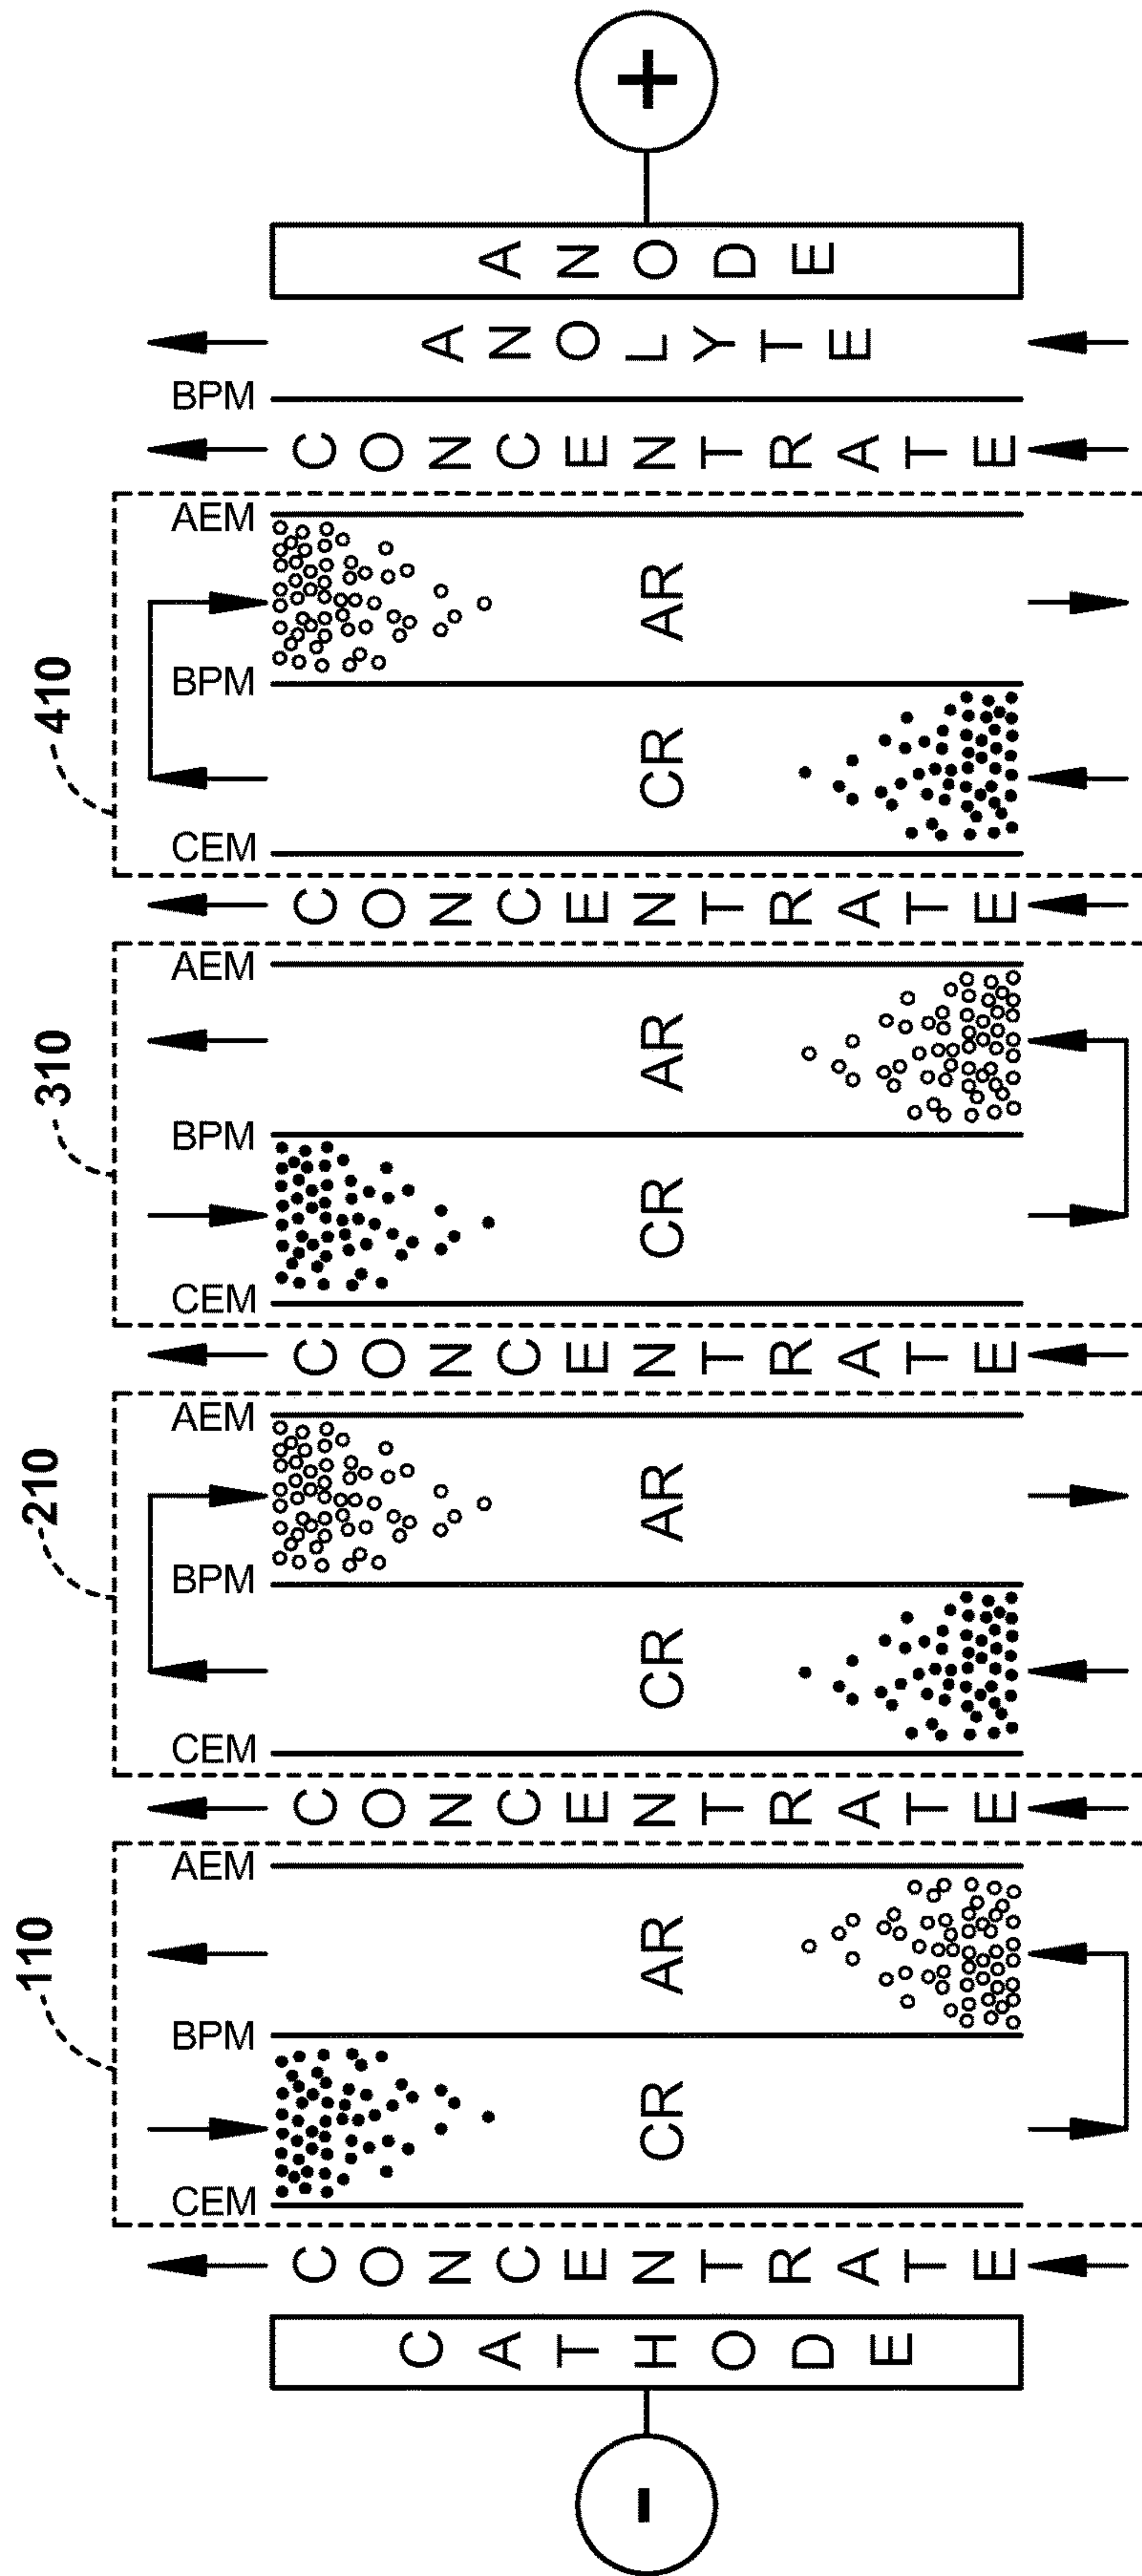 +
ANODE
ANOLYTE
BPM
CONCENTRATE
AEM
AR
410
BPM
CR
CEM
CONCENTRATE
AEM
AR
310
BPM
CR
CEM
CONCENTRATE
AEM
AR
210
BPM
CR
CEM
CONCENTRATE
AEM
AR
110
BPM
CR
CEM
CONCENTRATE
CATHODE
-